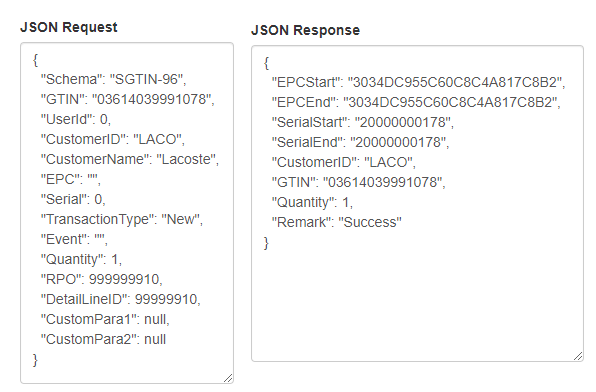 JSON Request
{
"Schema": "SGTIN-96",
"GTIN": "03614039991078",
"UserId": 0,
"CustomerID": "LACO",
"CustomerName": "Lacoste",
"EPC": "",
"Serial": 0,
"TransactionType": "New",
"Event": "",
"Quantity": 1,
"RPO": 999999910,
"DetailLineID": 99999910,
"CustomPara1": null,
"CustomPara2": null
}
JSON Response
{
"EPCStart": "3034DC955C60C8C4A817C8B2",
"EPCEnd": "3034DC955C60C8C4A817C8B2",
"SerialStart": "20000000178",
"SerialEnd": "20000000178",
"CustomerID": "LACO",
"GTIN": "03614039991078",
"Quantity": 1,
"Remark": "Success"
}